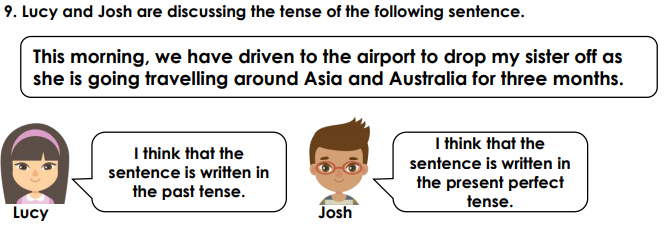 9. Lucy and Josh are discussing the tense of the following sentence.
This morning, we have driven to the airport to drop my sister off as
she is going travelling around Asia and Australia for three months.
I think that the
sentence is written in
the past tense.
Lucy
I think that the
sentence is written in
the present perfect
tense.
Josh